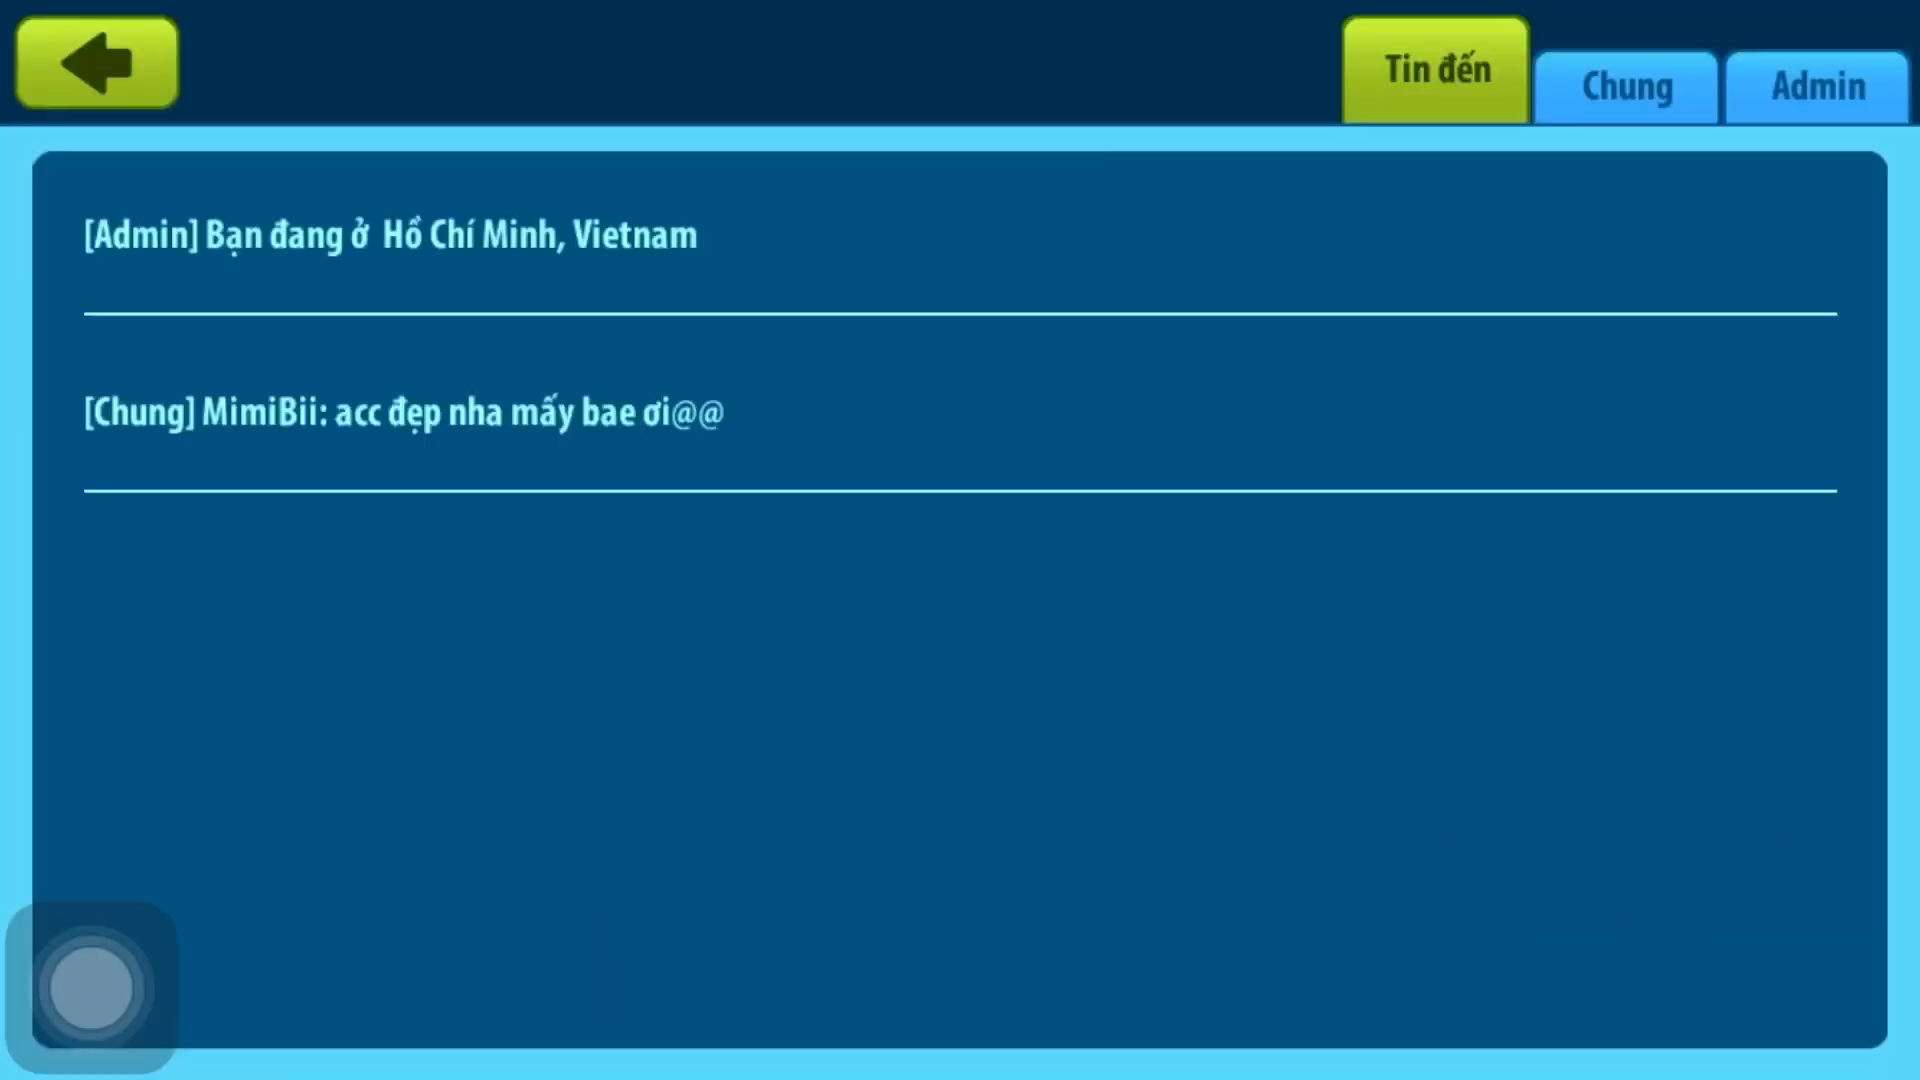 Tin đến
Chung
Admin
[Admin] Bạn đang ở  Hồ Chí Minh, Vietnam
[Chung] MimiBii: acc đẹp nha mấy bae ơi@@